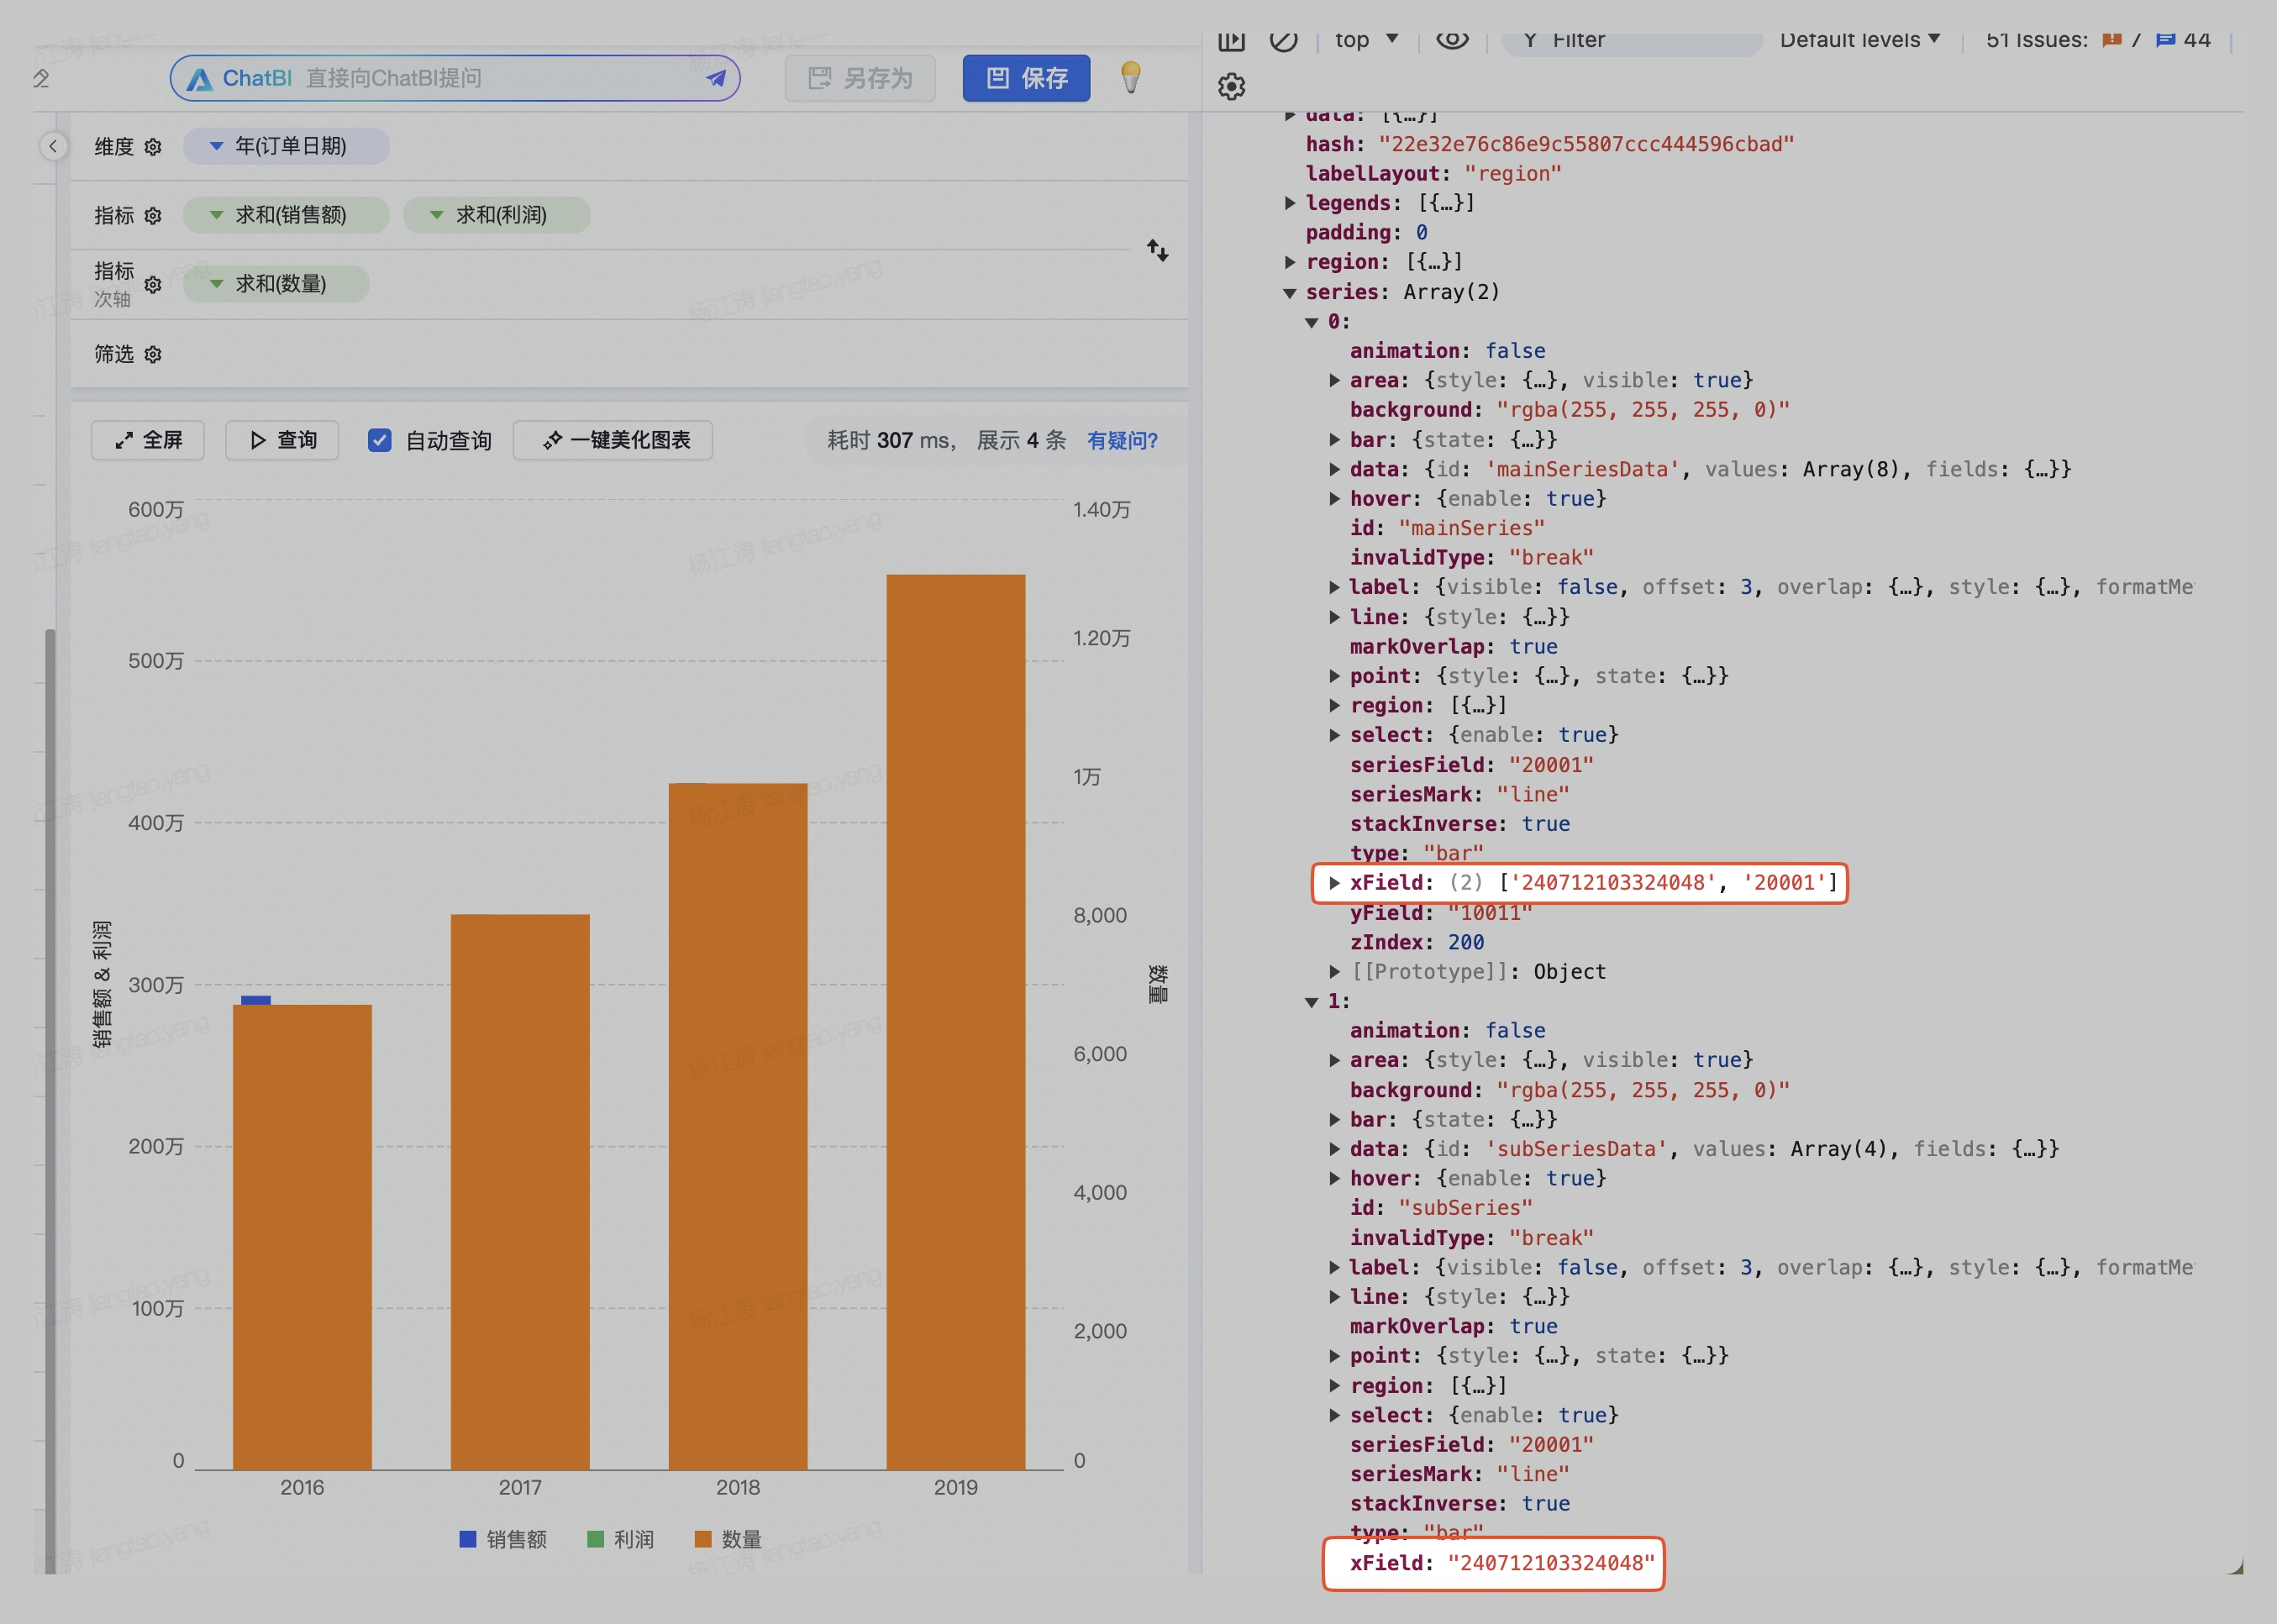 ChatBI 直接向ChatBI提问
另存为
保存
维度
年(订单日期)
指标
求和(销售额)
求和(利润)
指标
次轴
求和(数量)
筛选
全屏
查询
自动查询
一键美化图表
耗时 307 ms, 展示 4 条 有疑问?
600万
500万
400万
300万
200万
100万
0
销售额 & 利润
1.40万
1.20万
1万
8,000
6,000
4,000
2,000
0
数量
2016
2017
2018
2019
销售额
利润
数量
杨江涛 jiangtao.yang
top
Filter
Default levels
51 Issues: 7 44
data: [{…}]
hash: "22e32e76c86e9c55807ccc444596cbad"
labelLayout: "region"
legends: [{…}]
padding: 0
region: [{…}]
series: Array(2)
0:
animation: false
area: {style: {…}, visible: true}
background: "rgba(255, 255, 255, 0)"
bar: {state: {…}}
data: {id: 'mainSeriesData', values: Array(8), fields: {…}}
hover: {enable: true}
id: "mainSeries"
invalidType: "break"
label: {visible: false, offset: 3, overlap: {…}, style: {…}, formatMe
line: {style: {…}}
markOverlap: true
point: {style: {…}, state: {…}}
region: [{…}]
select: {enable: true}
seriesField: "20001"
seriesMark: "line"
stackInverse: true
type: "bar"
xField: (2) ['240712103324048', '20001']
yField: "10011"
zIndex: 200
[[Prototype]]: Object
1:
animation: false
area: {style: {…}, visible: true}
background: "rgba(255, 255, 255, 0)"
bar: {state: {…}}
data: {id: 'subSeriesData', values: Array(4), fields: {…}}
hover: {enable: true}
id: "subSeries"
invalidType: "break"
label: {visible: false, offset: 3, overlap: {…}, style: {…}, formatMe
line: {style: {…}}
markOverlap: true
point: {style: {…}, state: {…}}
region: [{…}]
select: {enable: true}
seriesField: "20001"
seriesMark: "line"
stackInverse: true
type: "bar"
xField: "240712103324048"